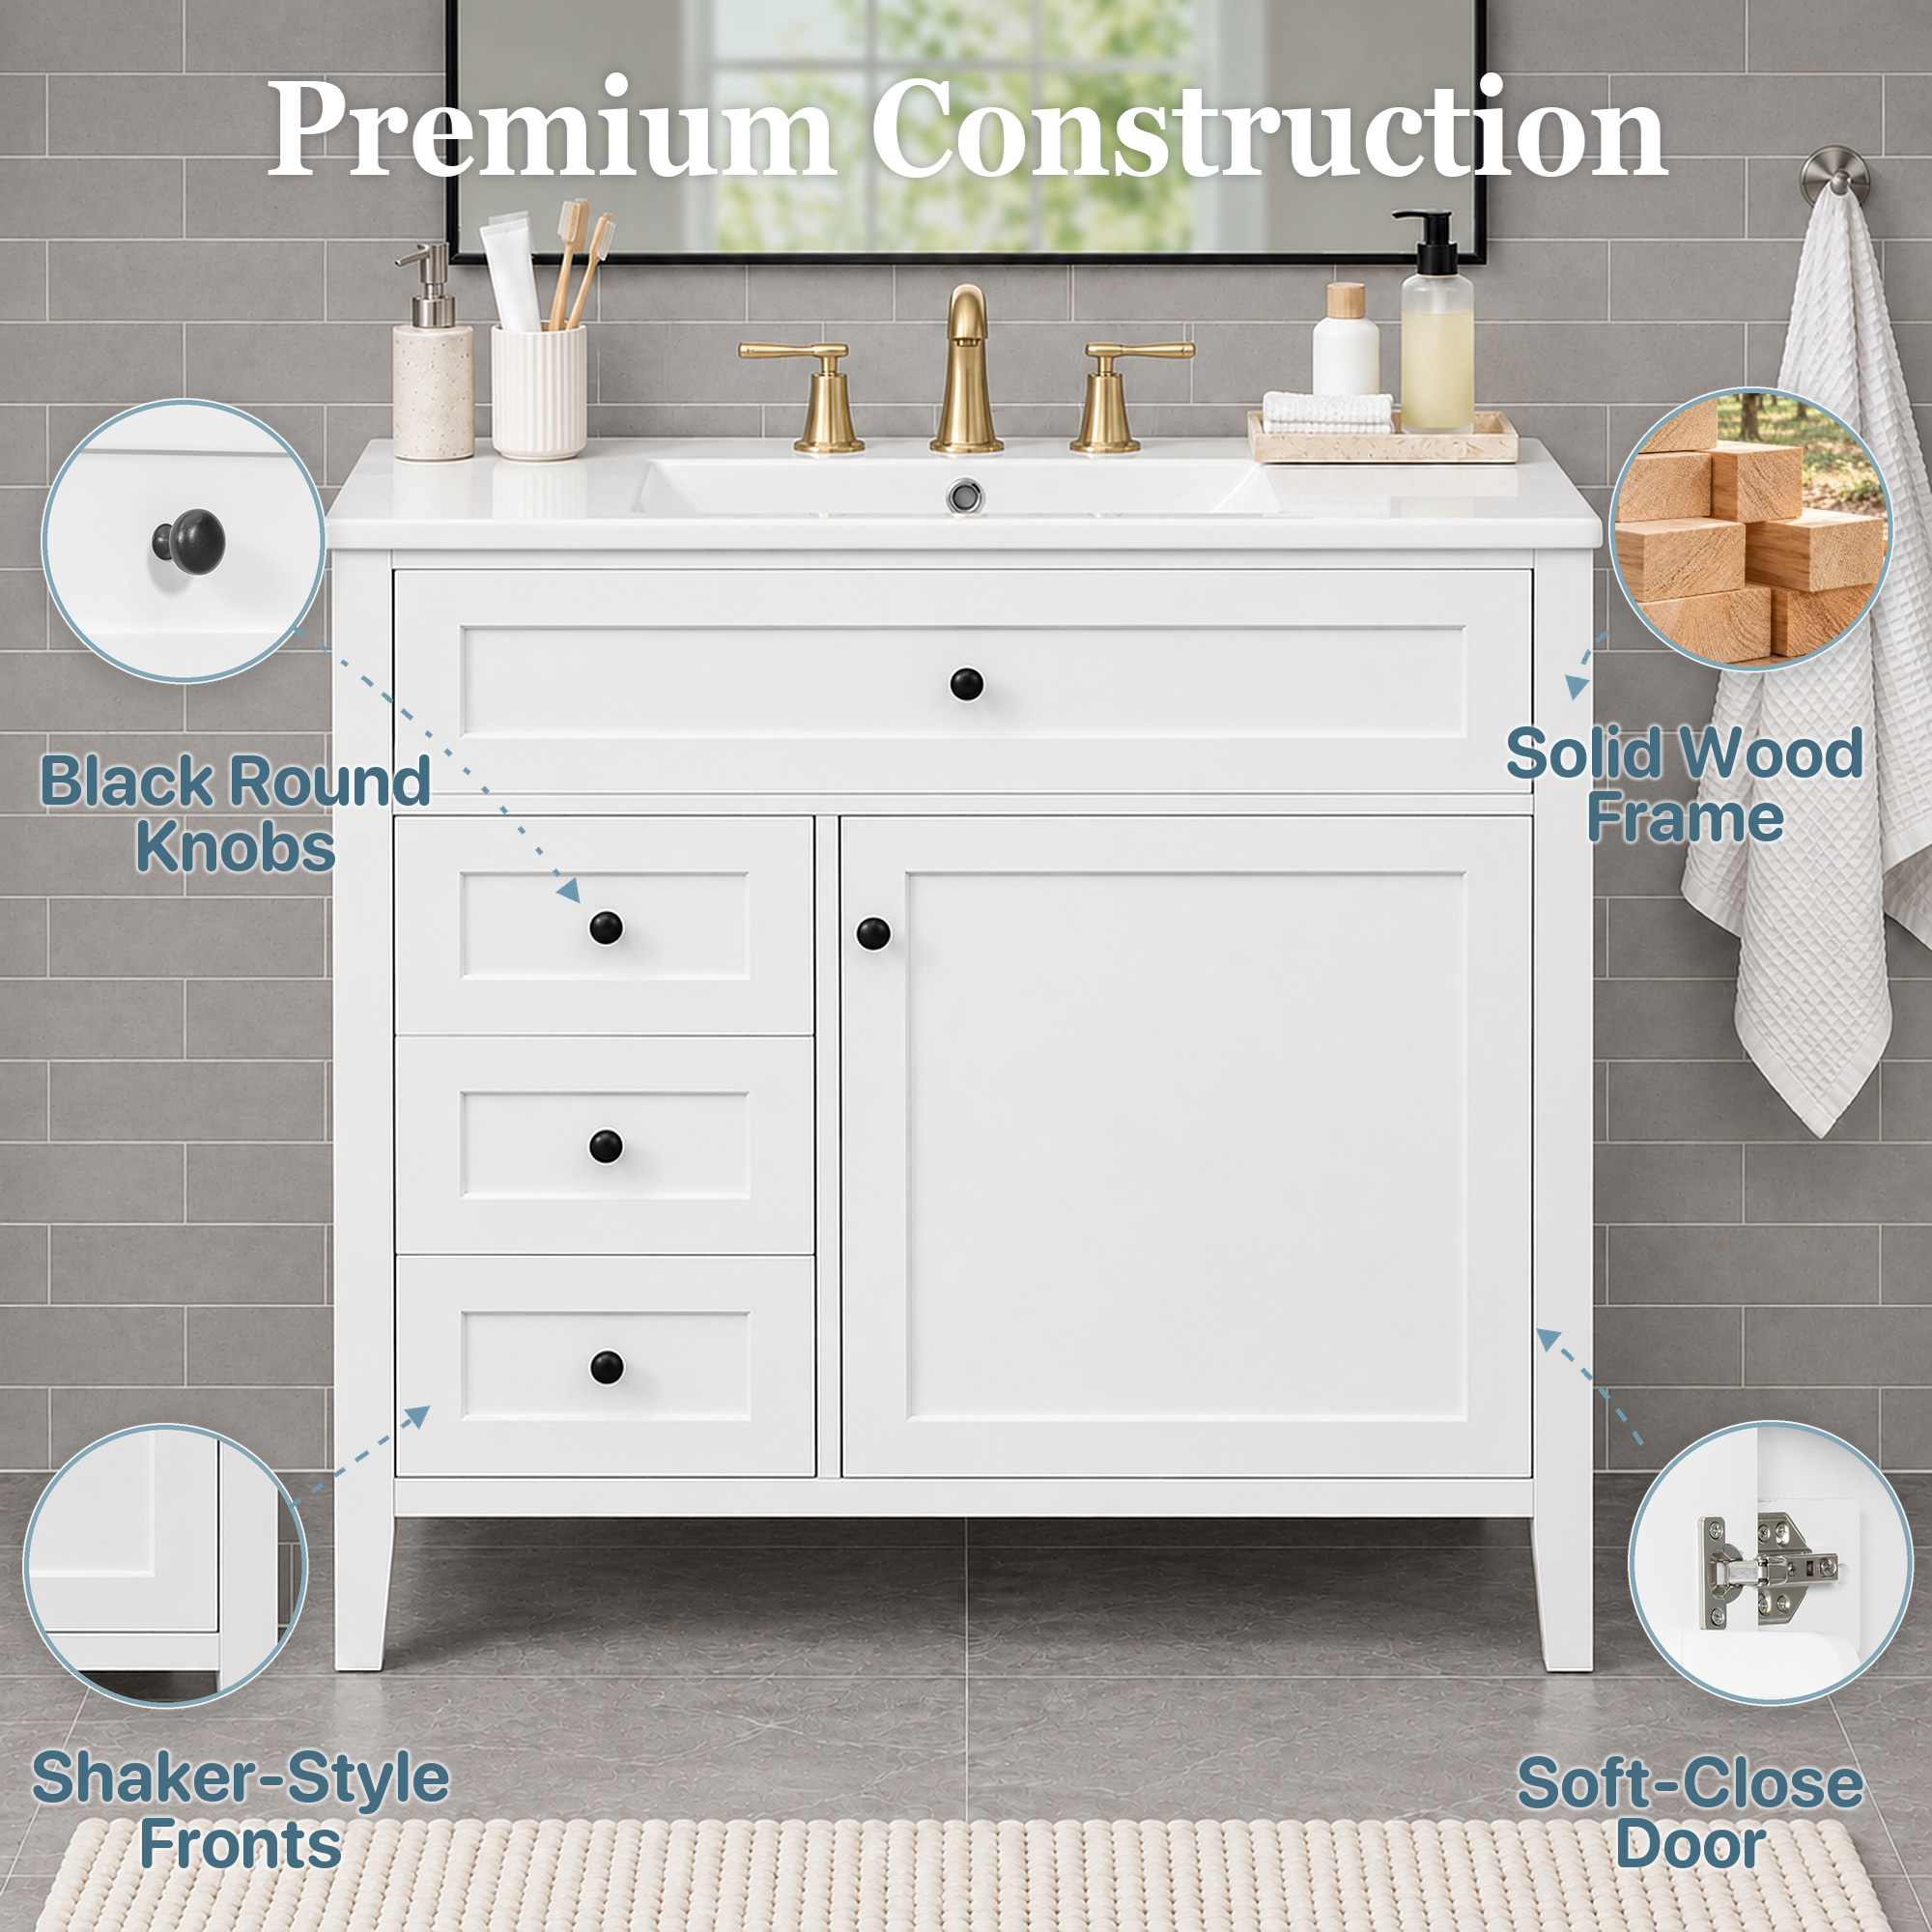 Premium Construction
Black Round
Knobs
Solid Wood
Frame
Shaker-Style
Fronts
Soft-Close
Door